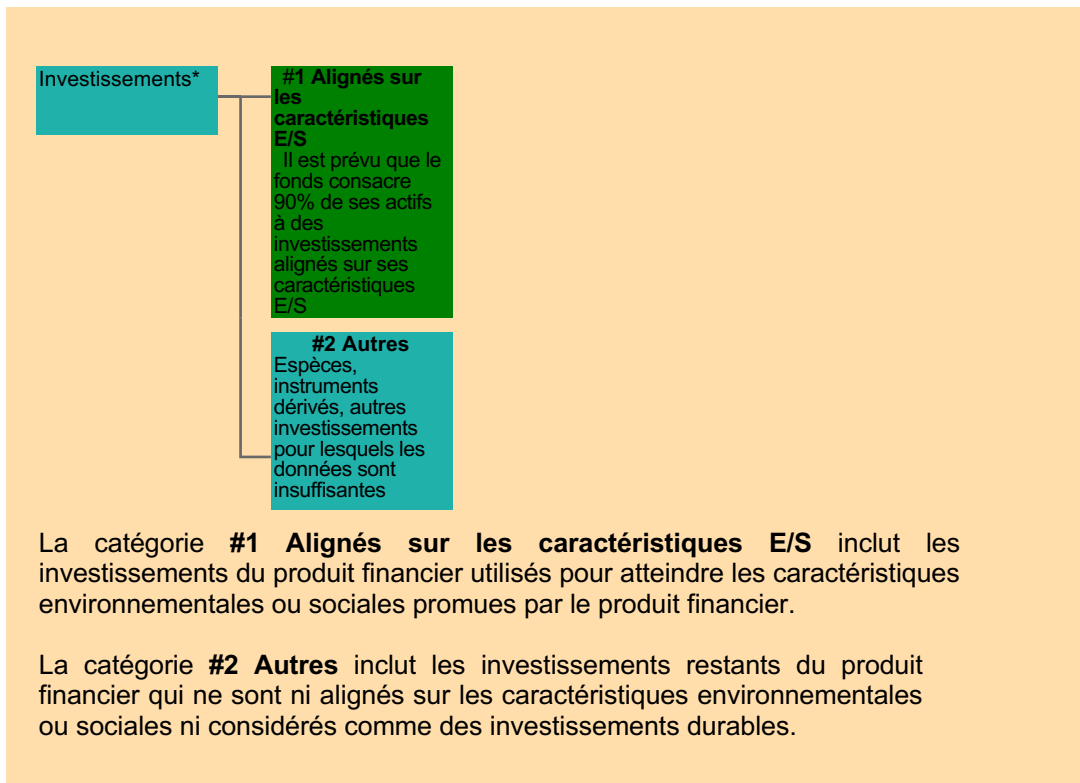 Investissements*
#1 Alignés sur
les
caractéristiques
E/S
Il est prévu que le
fonds consacre
90% de ses actifs
à des
investissements
alignés sur ses
caractéristiques
E/S
#2 Autres
Espèces,
instruments
dérivés, autres
investissements
pour lesquels les
données sont
insuffisantes
La catégorie #1 Alignés sur les caractéristiques E/S inclut les
investissements du produit financier utilisés pour atteindre les caractéristiques
environnementales ou sociales promues par le produit financier.
La catégorie #2 Autres inclut les investissements restants du produit
financier qui ne sont ni alignés sur les caractéristiques environnementales
ou sociales ni considérés comme des investissements durables.